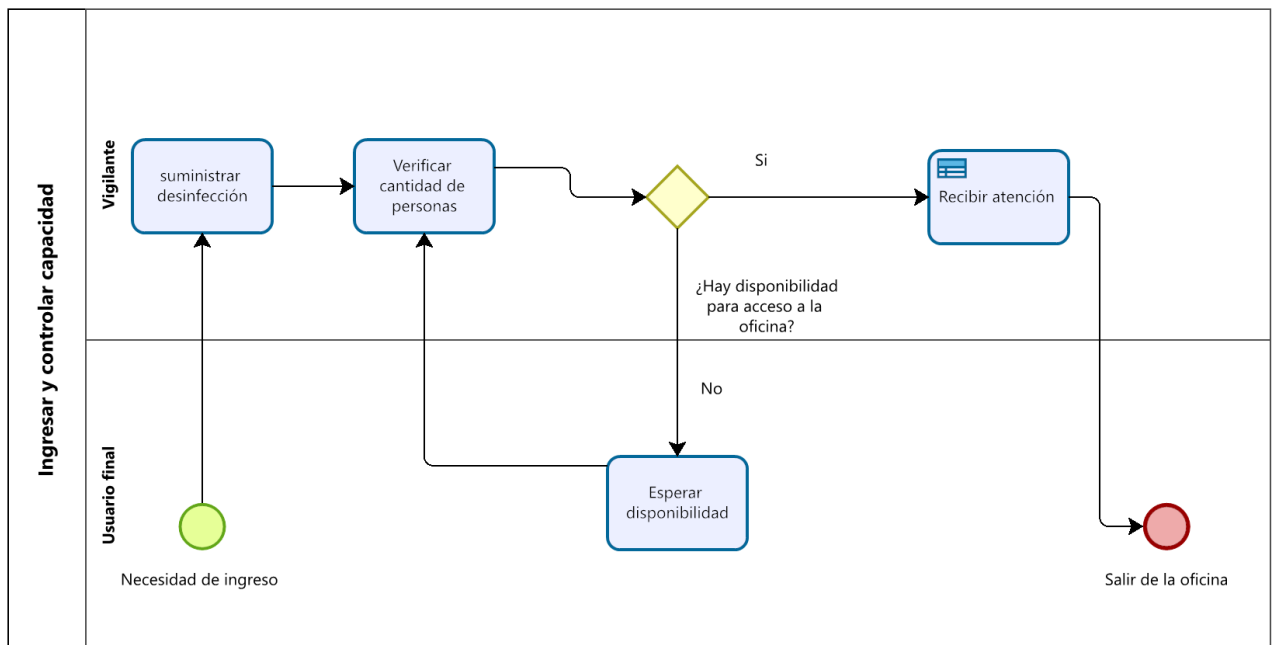 Ingresar y controlar capacidad
Vigilante
suministrar
desinfección
Verificar
cantidad de
personas
Si
Recibir atención
¿Hay disponibilidad
para acceso a la
oficina?
Usuario final
No
Esperar
disponibilidad
Necesidad de ingreso
Salir de la oficina